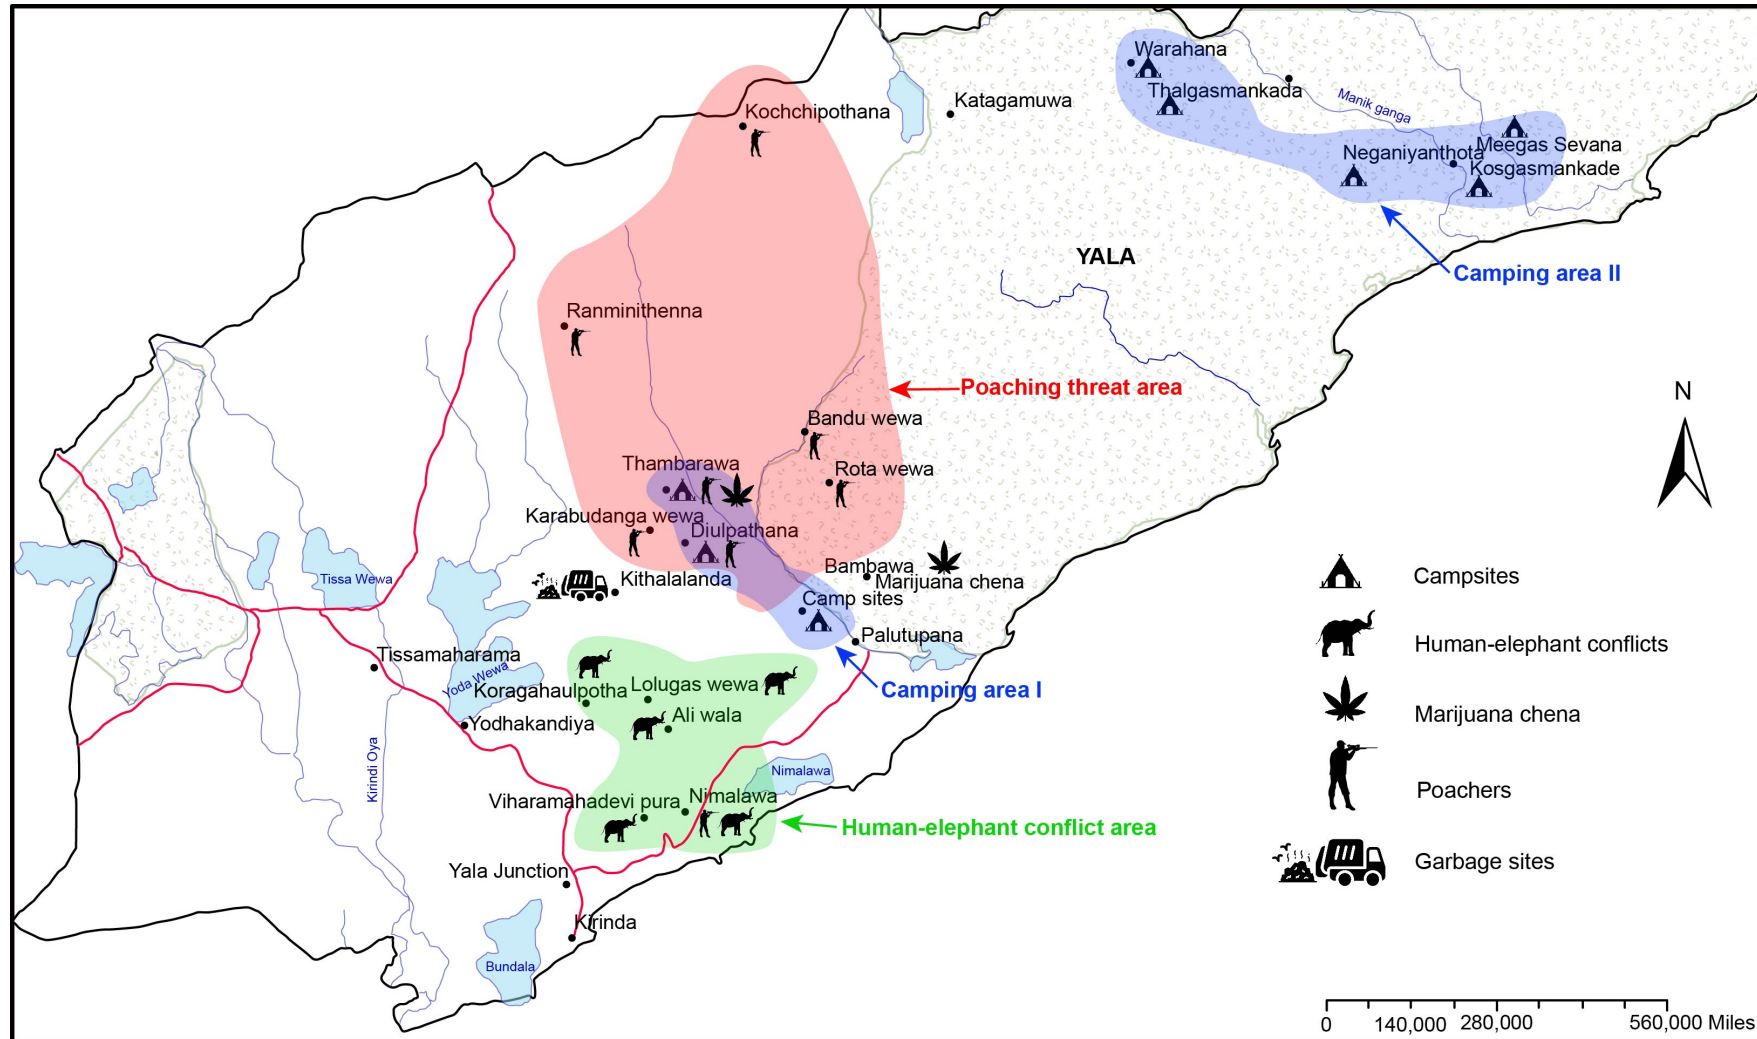 Warahana
Thalgasmankada
Manik ganga
Katagamuwa
Kochchipothana
Neganiyanthota
Meegas Sevana
Kosgasmankade
YALA
Camping area II
Ranminithenna
Poaching threat area
N
Bandu wewa
Thambarawa
Rota wewa
Karabudanga wewa
Diulpathana
Tissa Wewa
Kithalalanda
Bambawa
Marijuana chena
Camp sites
Palutupana
Tissamaharama
Yoda Wewa
Koragahaulpotha
Lolugas wewa
Camping area I
Ali wala
Yodhakandiya
Kirindi Oya
Nimalawa
Viharamahadevi pura
Nimalawa
Human-elephant conflict area
Yala Junction
Kirinda
Bundala
Campsites
Human-elephant conflicts
Marijuana chena
Poachers
Garbage sites
0 140,000 280,000 560,000 Miles